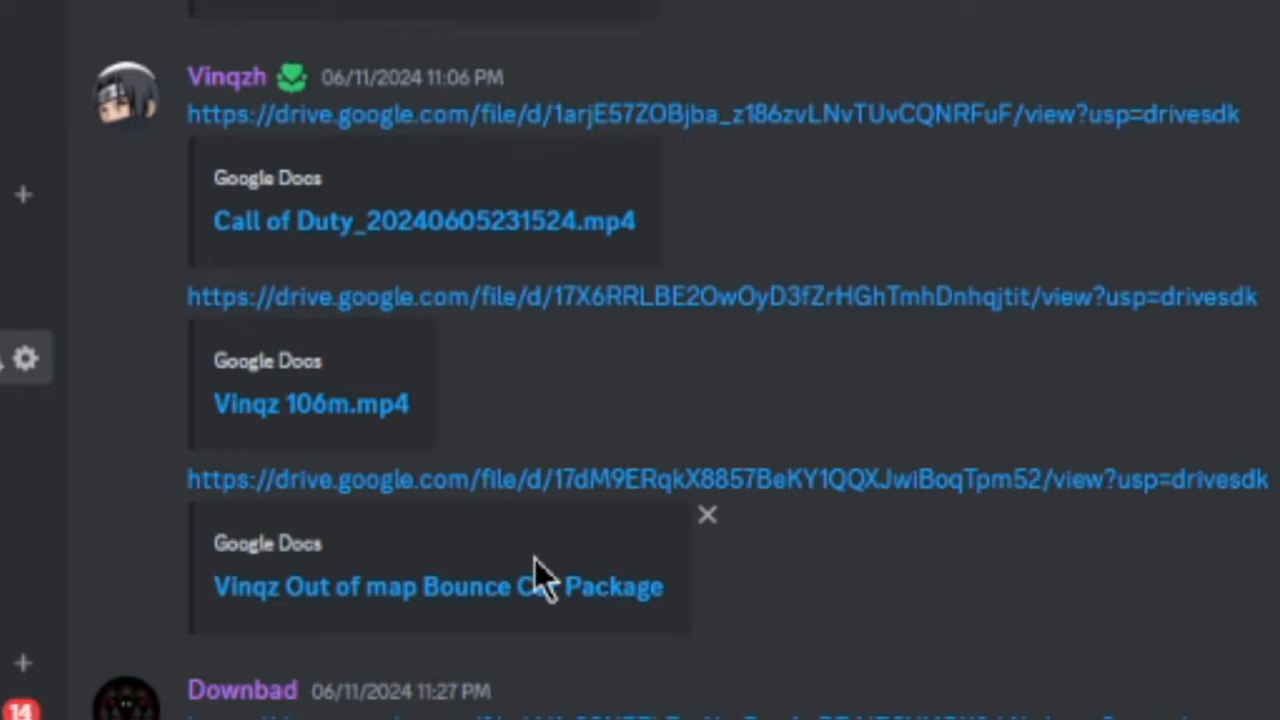 Vinqzh 06/11/2024 11:06 PM
https://drive.google.com/file/d/1arjE57ZOBjba_z186zvLNvTUvCQNRFuF/view?usp=drivesdk
Google Docs
Call of Duty_20240605231524.mp4
https://drive.google.com/file/d/17X6RRLBE2OwOyD3fZrHGhTmhDnhqjtit/view?usp=drivesdk
Google Docs
Vinqz 106m.mp4
https://drive.google.com/file/d/17dM9ERqkX8857BeKY1QQXJwiBoqTpm52/view?usp=drivesdk
Google Docs
Vinqz Out of map Bounce Package
Downbad 06/11/2024 11:27 PM
14